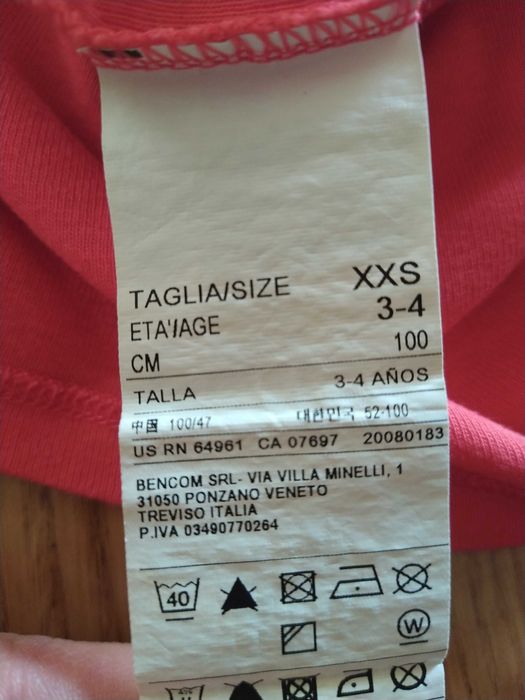 TAGLIA/SIZE XXS
ETA'/AGE 3-4
CM 100
TALLA 3-4 AÑOS
中國 100/47 대한민국 52-100
US RN 64961 CA 07697 20080183
BENCOM SRL- VIA VILLA MINELLI, 1
31050 PONZANO VENETO
TREVISO ITALIA
P.IVA 03490770264
40
W